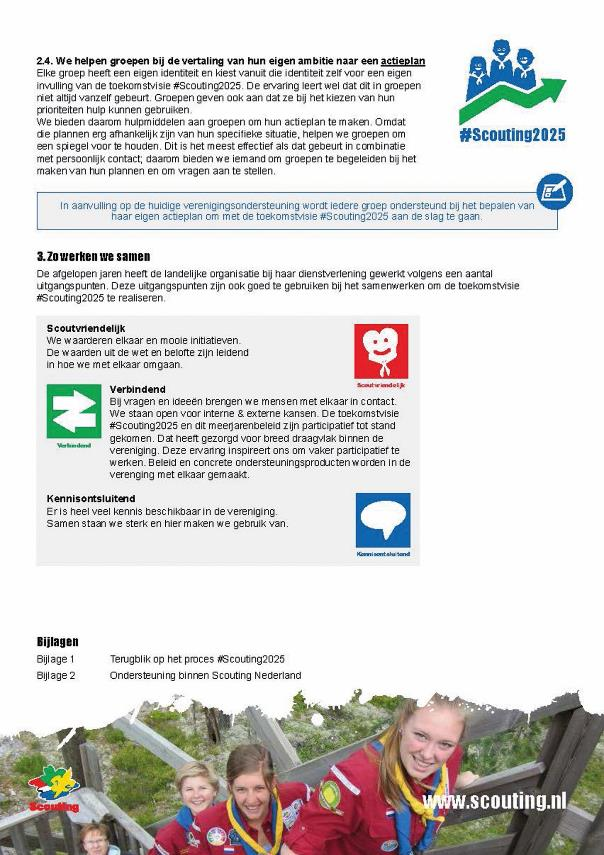 2.4. We helpen groepen bij de vertaling van hun eigen ambitie naar een actieplan
Elke groep heeft een eigen identiteit en kiest vanuit die identiteit zelf voor een eigen
invulling van de toekomstvisie #Scouting2025. De ervaring leert wel dat dit in groepen
niet altijd vanzelf gebeurt. Groepen geven ook aan dat ze bij het kiezen van hun
prioriteiten hulp kunnen gebruiken.
We bieden daarom hulpmiddelen aan groepen om hun actieplan te maken. Omdat
die plannen erg afhankelijk zijn van hun specifieke situatie, helpen we groepen om
een spiegel voor te houden. Dit is het meest effectief als dat gebeurt in combinatie
met persoonlijk contact; daarom bieden we iemand om groepen te begeleiden bij het
maken van hun plannen en om vragen aan te stellen.
#Scouting2025
In aanvulling op de huidige verenigingsondersteuning wordt iedere groep ondersteund bij het bepalen van
haar eigen actieplan om met de toekomstvisie #Scouting2025 aan de slag te gaan.
3. Zo werken we samen
De afgelopen jaren heeft de landelijke organisatie bij haar dienstverlening gewerkt volgens een aantal
uitgangspunten. Deze uitgangspunten zijn ook goed te gebruiken bij het samenwerken om de toekomstvisie
#Scouting2025 te realiseren.
Scoutvriendelijk
We waarderen elkaar en mooie initiatieven.
De waarden uit de wet en belofte zijn leidend
in hoe we met elkaar omgaan.
Scoutvriendelijk
Verbindend
Bij vragen en ideeën brengen we mensen met elkaar in contact.
We staan open voor interne & externe kansen. De toekomstvisie
#Scouting2025 en dit meerjarenbeleid zijn participatief tot stand
gekomen. Dat heeft gezorgd voor breed draagvlak binnen de
vereniging. Deze ervaring inspireert ons om vaker participatief te
werken. Beleid en concrete ondersteuningsproducten worden in de
verenging met elkaar gemaakt.
Verbindend
Kennisontsluitend
Er is heel veel kennis beschikbaar in de vereniging.
Samen staan we sterk en hier maken we gebruik van.
Kennisontsluitend
Bijlagen
Bijlage 1 Terugblik op het proces #Scouting2025
Bijlage 2 Ondersteuning binnen Scouting Nederland
Scouting
www.scouting.nl